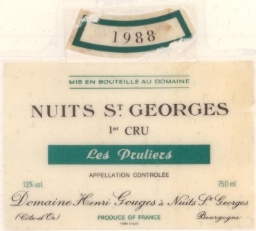 1988
MIS EN BOUTEILLE AU DOMAINE
NUITS ST GEORGES
1er CRU
Les Pruliers
APPELLATION CONTRÔLÉE
13% vol. 750 ml
Domaine Henri Gouges à Nuits St Georges
(Côte-d'Or) PRODUCE OF FRANCE Bourgogne